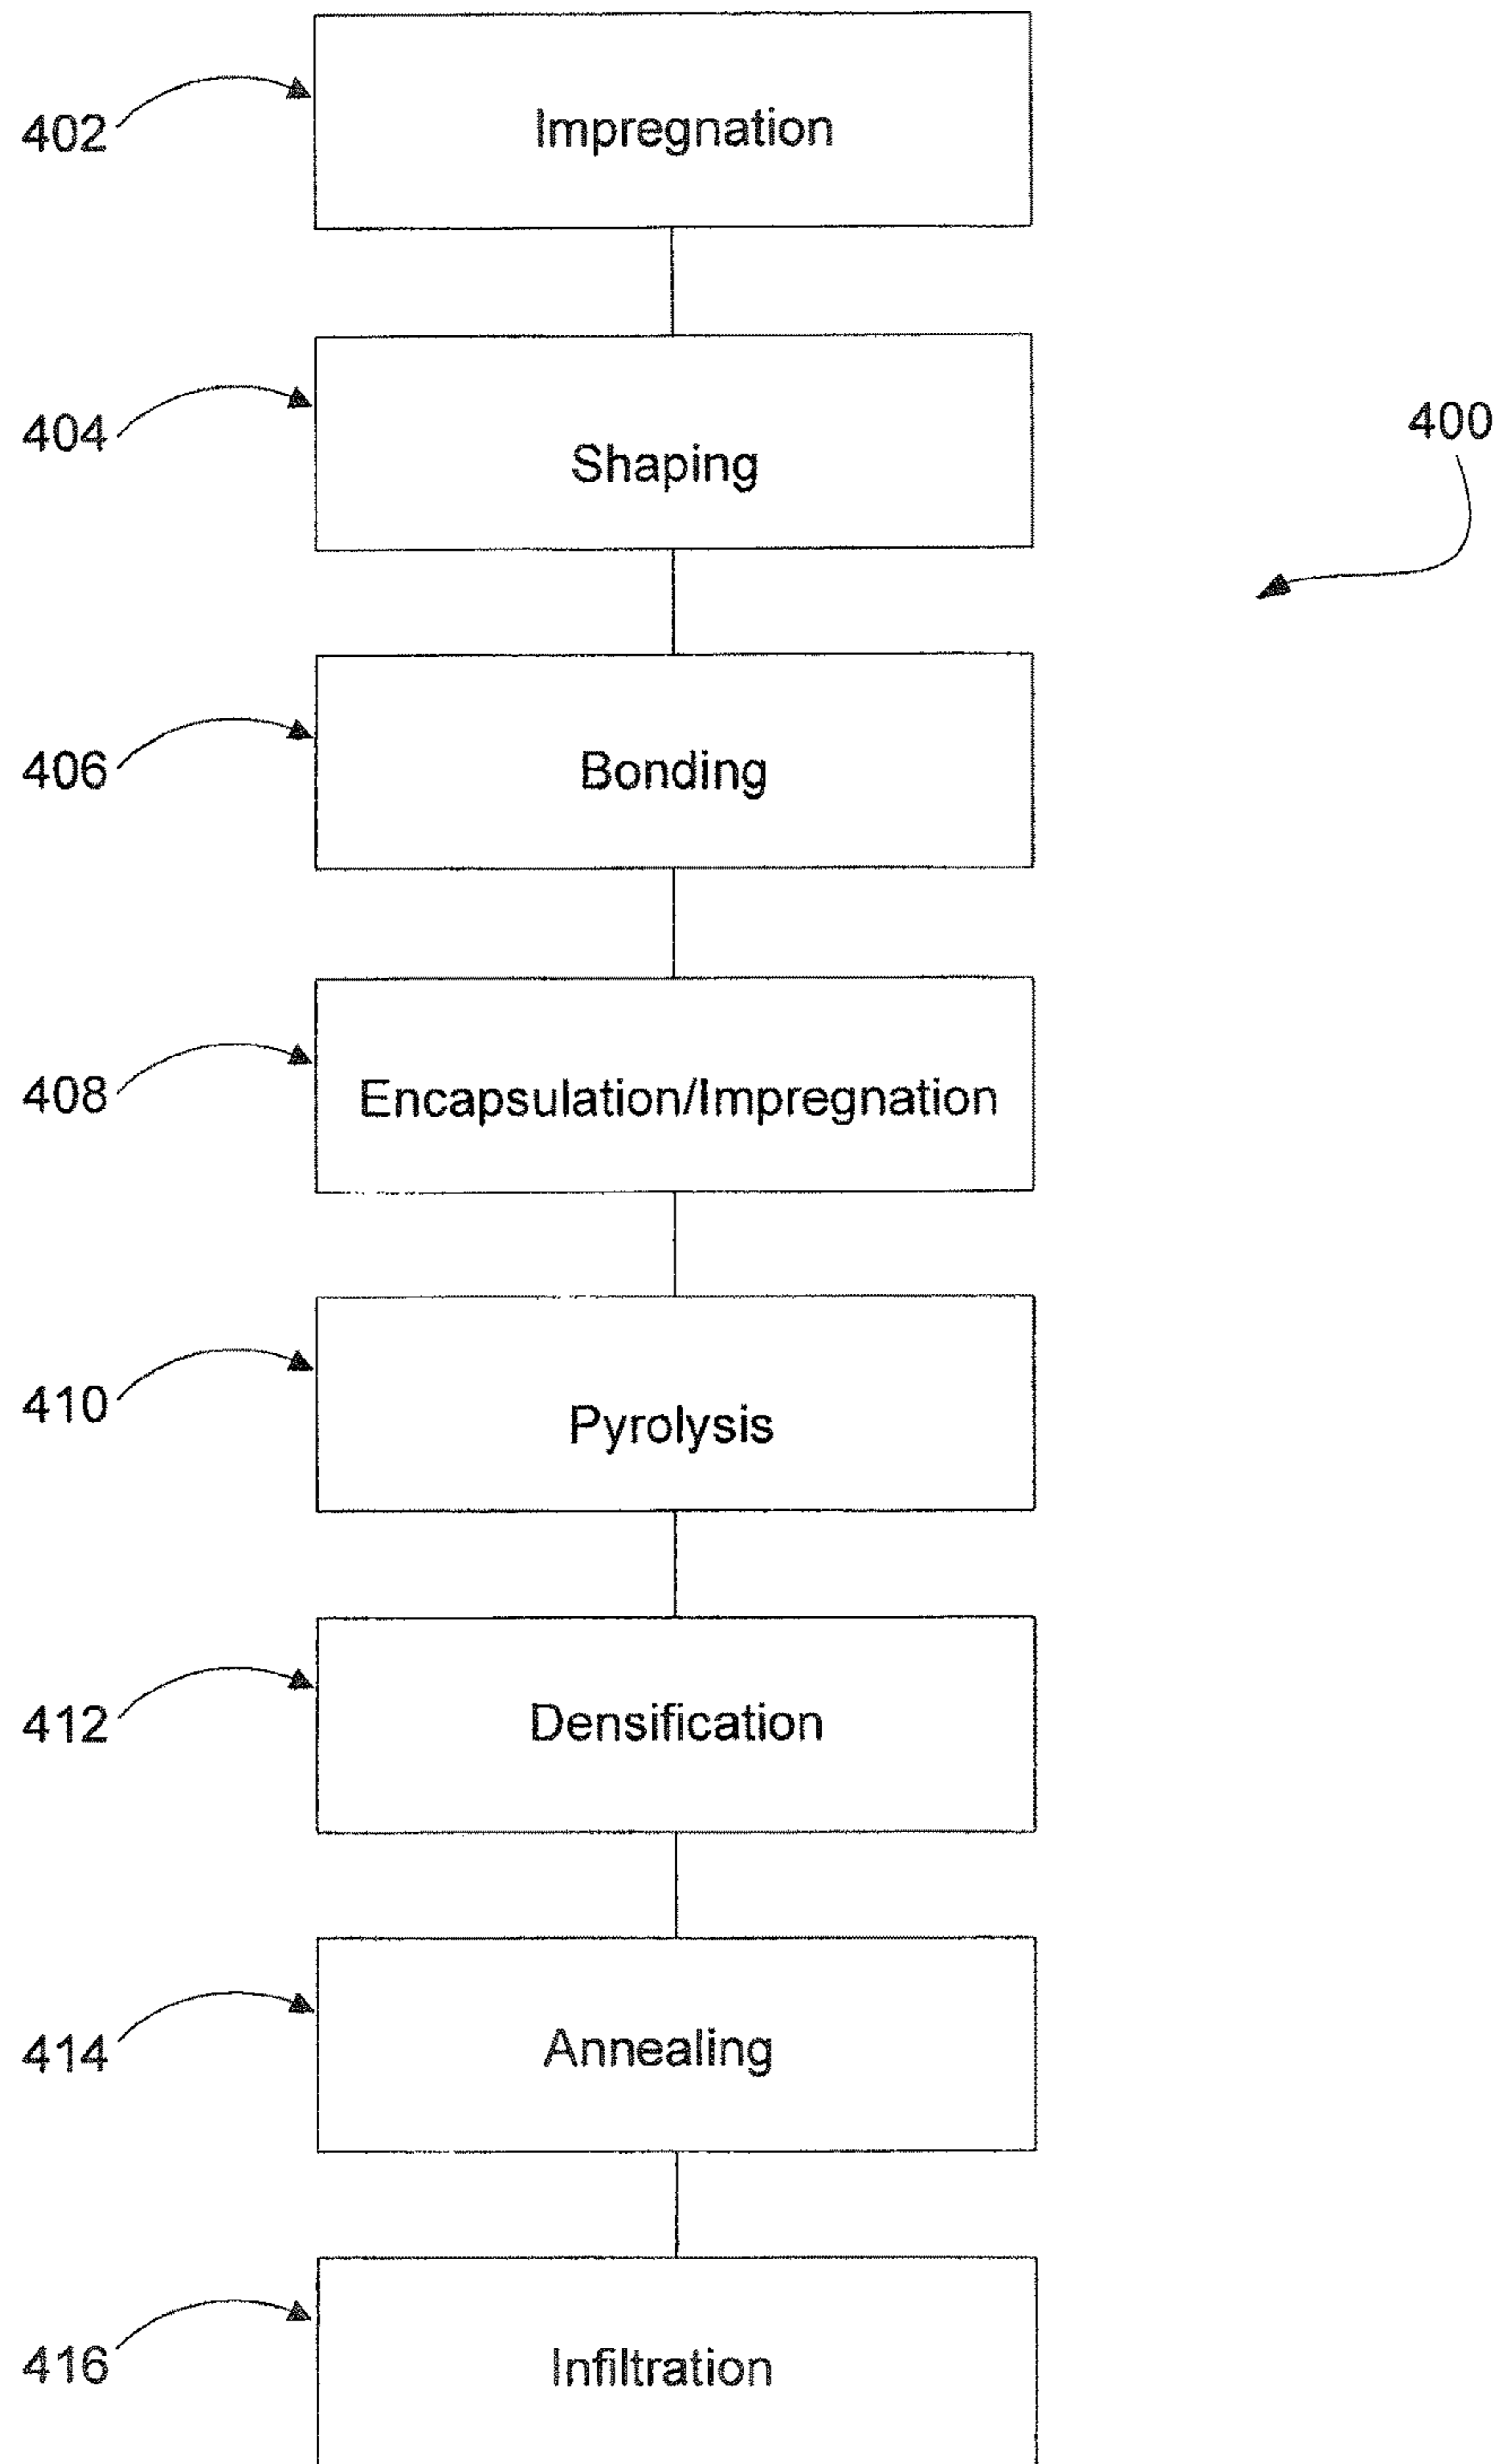 402
Impregnation
404
Shaping
400
406
Bonding
408
Encapsulation/Impregnation
410
Pyrolysis
412
Densification
414
Annealing
416
Infiltration